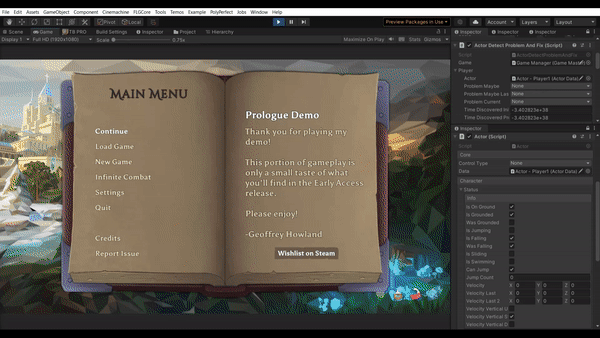 File Edit Assets GameObject Component Cinemachine FLGCore Tools Temos Example PolyPerfect Jobs Window Help
Pivot Local
Preview Packages in Use
Account Layers Layout
Scene Game TB PRO Build Settings Inspector Project Hierarchy
Display 1 Full HD (1920x1080) Scale 0.75x Maximize On Play Stats Gizmos
MAIN MENU
Continue
Load Game
New Game
Infinite Combat
Settings
Quit
Credits
Report Issue
Prologue Demo
Thank you for playing my
demo!
This portion of gameplay is
only a small taste of what
you'll find in the Early Access
release.
Please enjoy!
-Geoffrey Howland
Wishlist on Steam
Inspector Inspector
Actor Detect Problem And Fix (Script)
Script ActorDetectProblemAndFix
Game Game Manager (Game Mast
Player
Actor Actor - Player1 (Actor Data)
Problem Maybe None
Problem Maybe Las None
Problem Current None
Time Discovered Ini -3.402823e+38
Time Discovered Pr -3.402823e+38
Inspector
Actor (Script)
Script Actor
Core
Control Type None
Data Actor - Player1 (Actor Data)
Character
Status
Info
Is On Ground
Is Grounded
Was Grounded
Is Jumping
Is Falling
Was Falling
Is Sliding
Is Swimming
Can Jump
Jump Count 0
Velocity X 0 Y 0 Z 0
Velocity Last X 0 Y 0 Z 0
Velocity Last 2 X 0 Y 0 Z 0
Velocity Vertical U
Velocity Vertical S
Velocity Vertical D